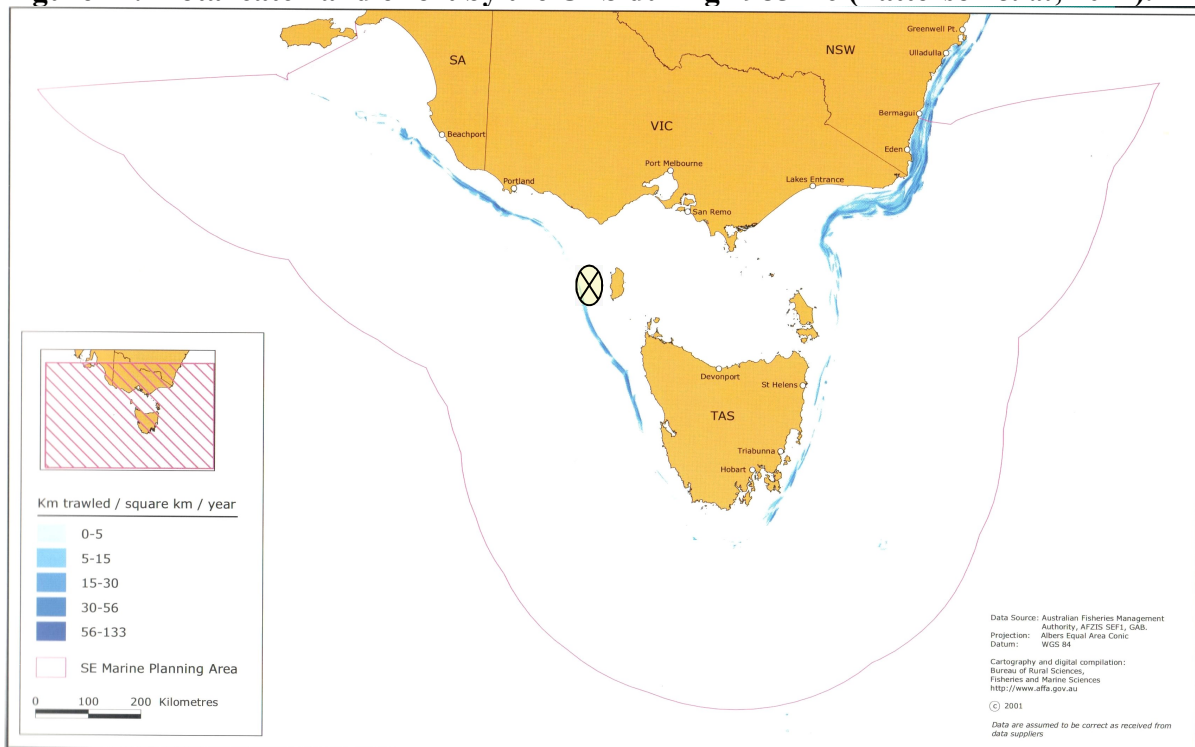 SA
NSW
VIC
TAS
Greenwell Pt.
Ulladulla
Bermagui
Eden
Beachport
Portland
Port Melbourne
Lakes Entrance
San Remo
Devonport
St Helens
Triabunna
Hobart
Km trawled / square km / year
0-5
5-15
15-30
30-56
56-133
SE Marine Planning Area
0 100 200 Kilometres
Data Source: Australian Fisheries Management
Authority, AFZIS SEF1, GAB.
Projection: Albers Equal Area Conic
Datum: WGS 84
Cartography and digital compilation:
Bureau of Rural Sciences,
Fisheries and Marine Sciences
http://www.affa.gov.au
© 2001
Data are assumed to be correct as received from
data suppliers